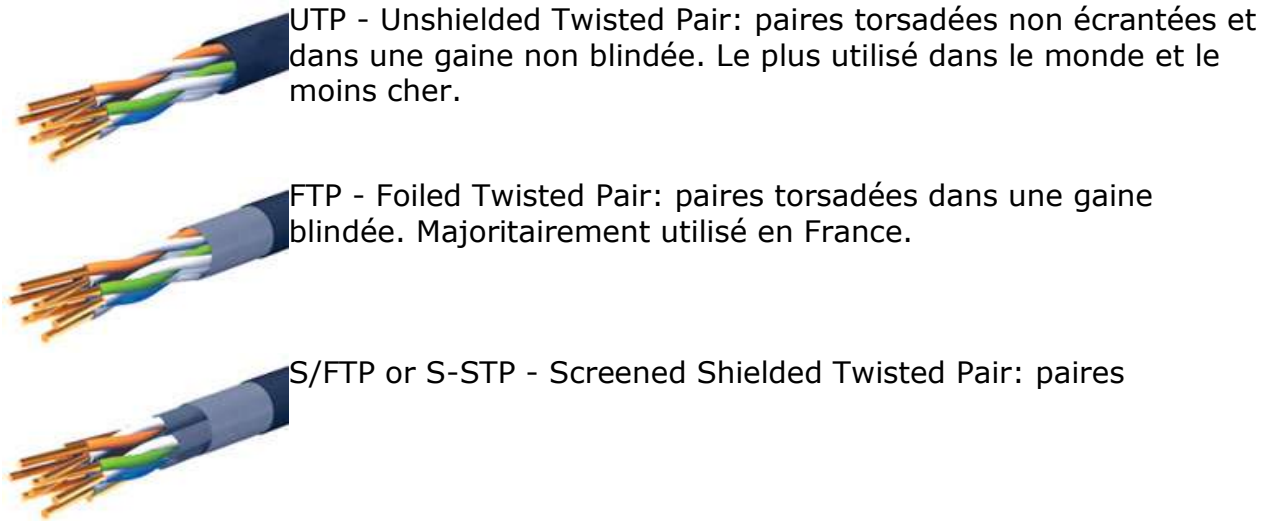 UTP - Unshielded Twisted Pair: paires torsadées non écrantées et
dans une gaine non blindée. Le plus utilisé dans le monde et le
moins cher.
FTP - Foiled Twisted Pair: paires torsadées dans une gaine
blindée. Majoritairement utilisé en France.
S/FTP or S-STP - Screened Shielded Twisted Pair: paires